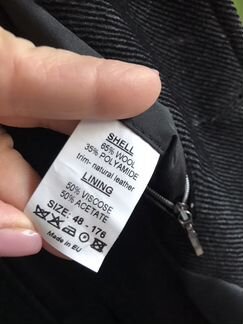 SHELL
65% WOOL
35% POLYAMIDE
trim- natural leather
LINING
50% VISCOSE
50% ACETATE
SIZE: 48 - 176
Made in EU